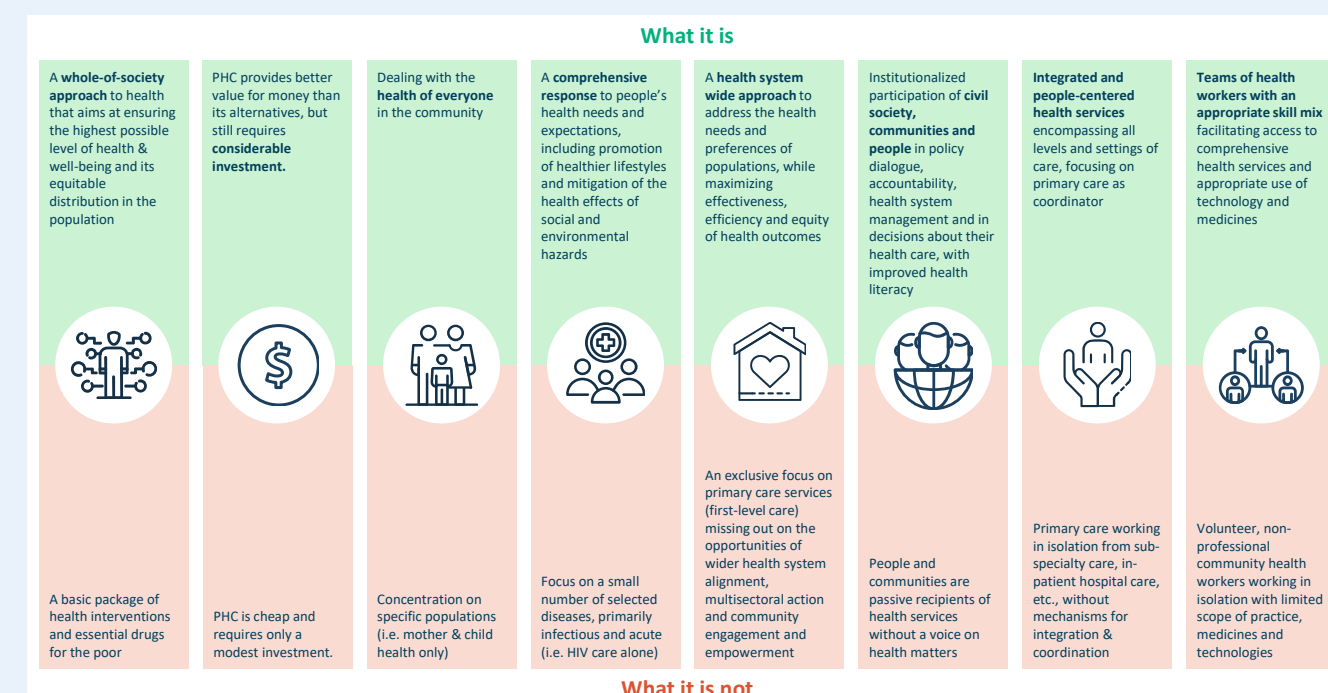 What it is
A whole-of-society
approach to health
that aims at ensuring
the highest possible
level of health &
well-being and its
equitable
distribution in the
population
PHC provides better
value for money than
its alternatives, but
still requires
considerable
investment.
Dealing with the
health of everyone
in the community
A comprehensive
response to people’s
health needs and
expectations,
including promotion
of healthier lifestyles
and mitigation of the
health effects of
social and
environmental
hazards
A health system
wide approach to
address the health
needs and
preferences of
populations, while
maximizing
effectiveness,
efficiency and equity
of health outcomes
Institutionalized
participation of civil
society,
communities and
people in policy
dialogue,
accountability,
health system
management and in
decisions about their
health care, with
improved health
literacy
Integrated and
people-centered
health services
encompassing all
levels and settings of
care, focusing on
primary care as
coordinator
Teams of health
workers with an
appropriate skill mix
facilitating access to
comprehensive
health services and
appropriate use of
technology and
medicines
$
A basic package of
health interventions
and essential drugs
for the poor
PHC is cheap and
requires only a
modest investment.
Concentration on
specific populations
(i.e. mother & child
health only)
Focus on a small
number of selected
diseases, primarily
infectious and acute
(i.e. HIV care alone)
An exclusive focus on
primary care services
(first-level care)
missing out on the
opportunities of
wider health system
alignment,
multisectoral action
and community
engagement and
empowerment
People and
communities are
passive recipients of
health services
without a voice on
health matters
Primary care working
in isolation from sub-
specialty care, in-
patient hospital care,
etc., without
mechanisms for
integration &
coordination
Volunteer, non-
professional
community health
workers working in
isolation with limited
scope of practice,
medicines and
technologies
What it is not